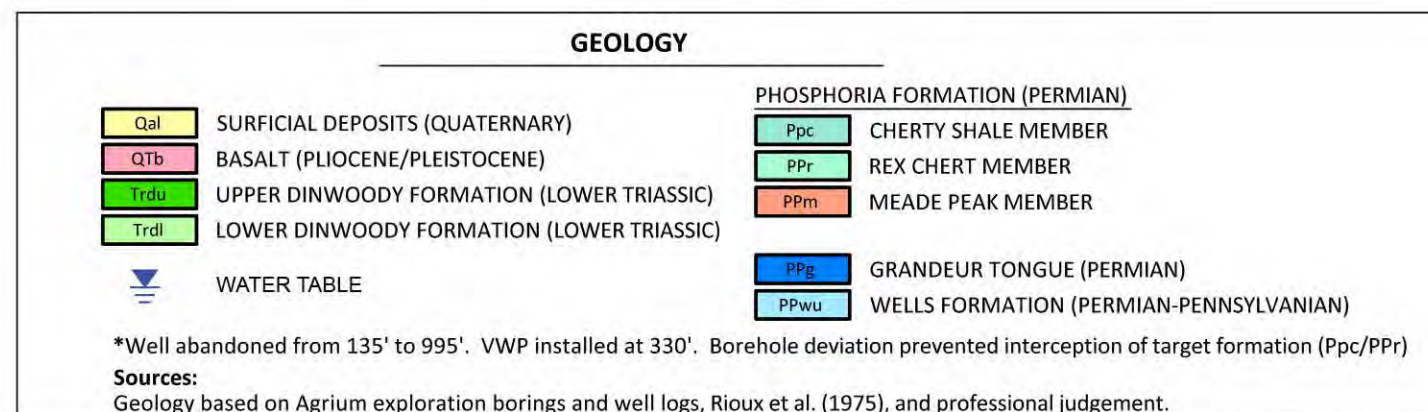 GEOLOGY
Qal SURFICIAL DEPOSITS (QUATERNARY)
QTb BASALT (PLIOCENE/PLEISTOCENE)
Trdu UPPER DINWOODY FORMATION (LOWER TRIASSIC)
Trdl LOWER DINWOODY FORMATION (LOWER TRIASSIC)
WATER TABLE
PHOSPHORIA FORMATION (PERMIAN)
Ppc CHERTY SHALE MEMBER
PPr REX CHERT MEMBER
PPm MEADE PEAK MEMBER
PPg GRANDEUR TONGUE (PERMIAN)
PPwu WELLS FORMATION (PERMIAN-PENNSYLVANIAN)
*Well abandoned from 135' to 995'. VWP installed at 330'. Borehole deviation prevented interception of target formation (Ppc/PPr)
Sources:
Geology based on Agrium exploration borings and well logs, Rioux et al. (1975), and professional judgement.